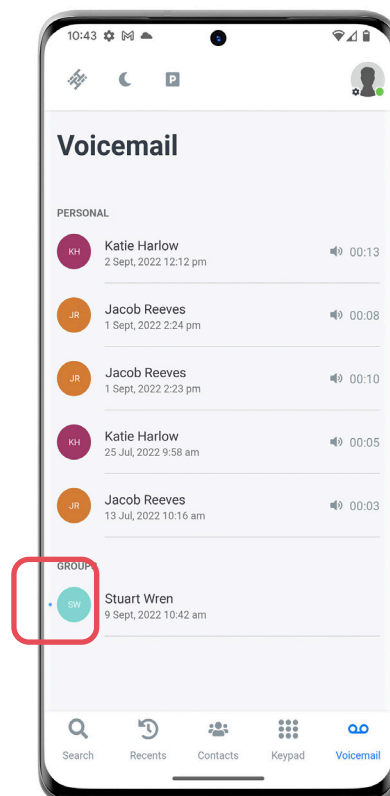 10:43
P
Voicemail
PERSONAL
KH
Katie Harlow
2 Sept, 2022 12:12 pm
00:13
JR
Jacob Reeves
1 Sept, 2022 2:24 pm
00:08
JR
Jacob Reeves
1 Sept, 2022 2:23 pm
00:10
KH
Katie Harlow
25 Jul, 2022 9:58 am
00:05
JR
Jacob Reeves
13 Jul, 2022 10:16 am
00:03
GROUPS
SW
Stuart Wren
9 Sept, 2022 10:42 am
Search
Recents
Contacts
Keypad
Voicemail